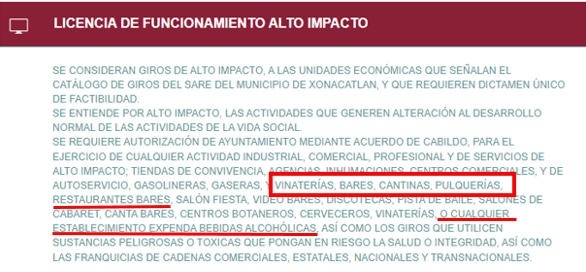 LICENCIA DE FUNCIONAMIENTO ALTO IMPACTO
SE CONSIDERAN GIROS DE ALTO IMPACTO, A LAS UNIDADES ECONÓMICAS QUE SEÑALAN EL
CATÁLOGO DE GIROS DEL SARE DEL MUNICIPIO DE XONACATLAN, Y QUE REQUIEREN DICTAMEN ÚNICO
DE FACTIBILIDAD.
SE ENTIENDE POR ALTO IMPACTO, LAS ACTIVIDADES QUE GENEREN ALTERACIÓN AL DESARROLLO
NORMAL DE LAS ACTIVIDADES DE LA VIDA SOCIAL.
SE REQUIERE AUTORIZACIÓN DE AYUNTAMIENTO MEDIANTE ACUERDO DE CABILDO, PARA EL
EJERCICIO DE CUALQUIER ACTIVIDAD INDUSTRIAL, COMERCIAL, PROFESIONAL Y DE SERVICIOS DE
ALTO IMPACTO; TIENDAS DE CONVIVENCIA, AGENCIAS, INHUMACIONES, CENTROS COMERCIALES, Y DE
AUTOSERVICIO, GASOLINERAS, GASERAS, Y VINATERÍAS, BARES, CANTINAS, PULQUERÍAS,
RESTAURANTES BARES, SALÓN FIESTA, VIDEO BARES, DISCOTECAS, PISTA DE BAILE, SALONES DE
CABARET, CANTA BARES, CENTROS BOTANEROS, CERVECEROS, VINATERÍAS, O CUALQUIER
ESTABLECIMIENTO EXPENDA BEBIDAS ALCOHÓLICAS, ASÍ COMO LOS GIROS QUE UTILICEN
SUSTANCIAS PELIGROSAS O TOXICAS QUE PONGAN EN RIESGO LA SALUD O INTEGRIDAD, ASÍ COMO
LAS FRANQUICIAS DE CADENAS COMERCIALES, ESTATALES, NACIONALES Y TRANSNACIONALES.